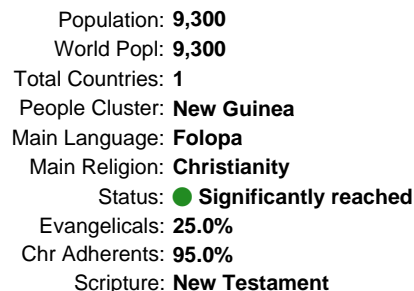 Population: 9,300
World Popl: 9,300
Total Countries: 1
People Cluster: New Guinea
Main Language: Folopa
Main Religion: Christianity
Status: Significantly reached
Evangelicals: 25.0%
Chr Adherents: 95.0%
Scripture: New Testament